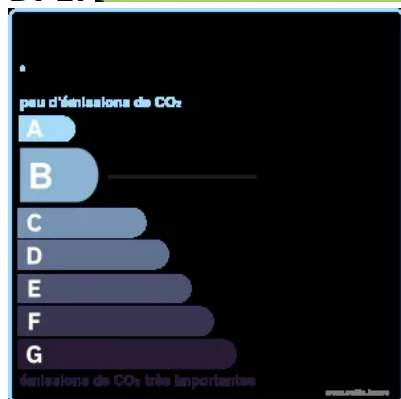 peu d'émissions de CO₂
A
B
C
D
E
F
G
émissions de CO₂ très importantes